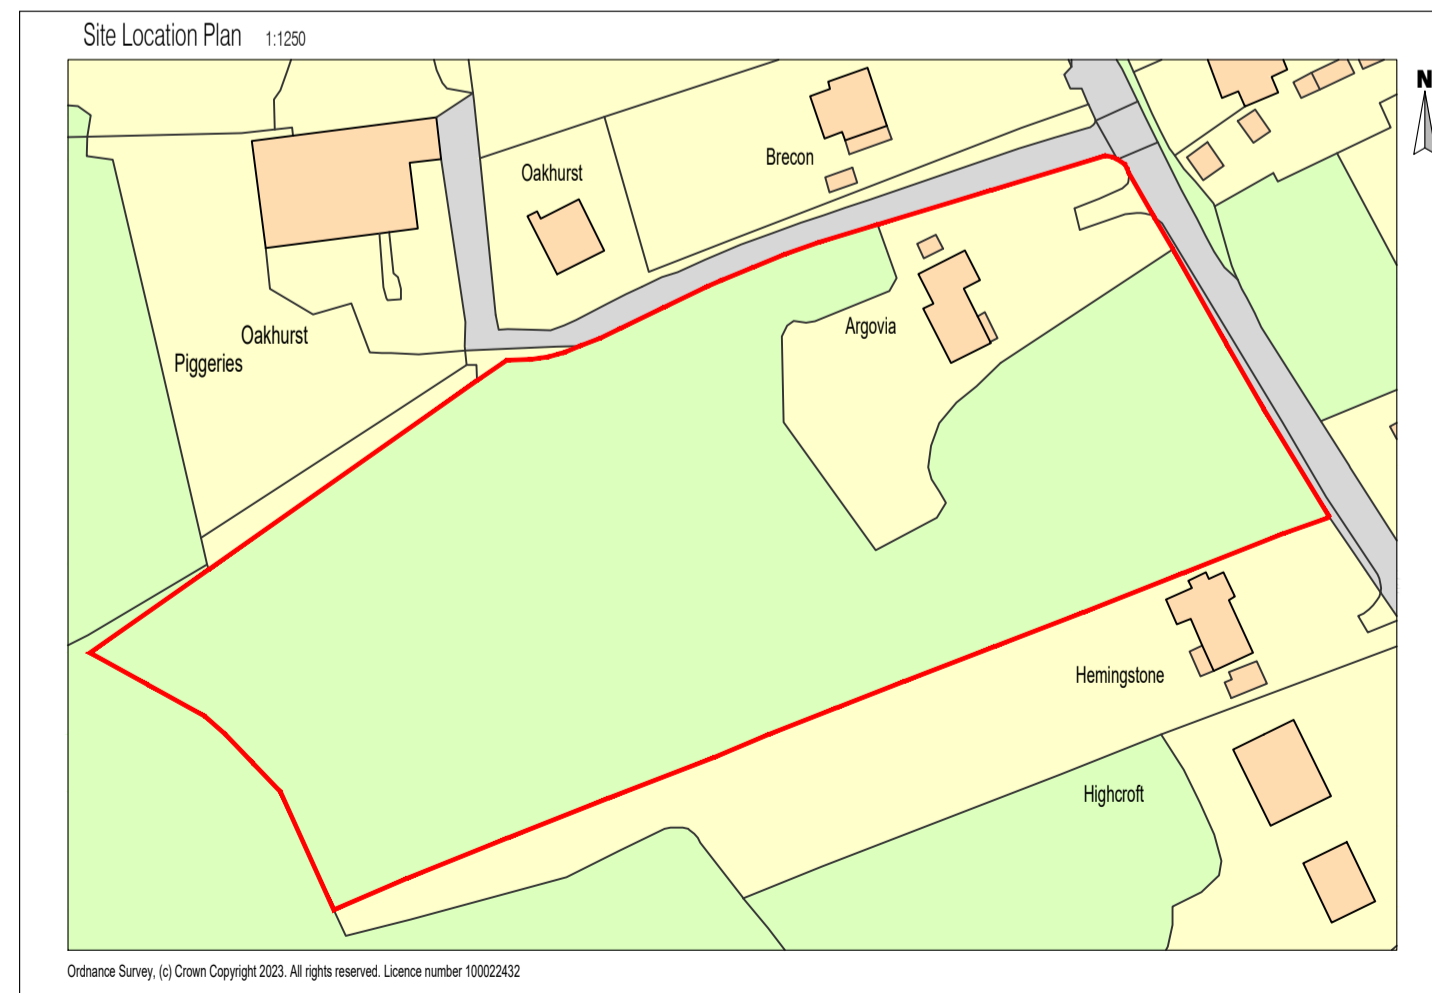 Site Location Plan 1:1250
N
Brecon
Oakhurst
Argovia
Oakhurst
Piggeries
Hemingstone
Highcroft
Ordnance Survey, (c) Crown Copyright 2023. All rights reserved. Licence number 100022432